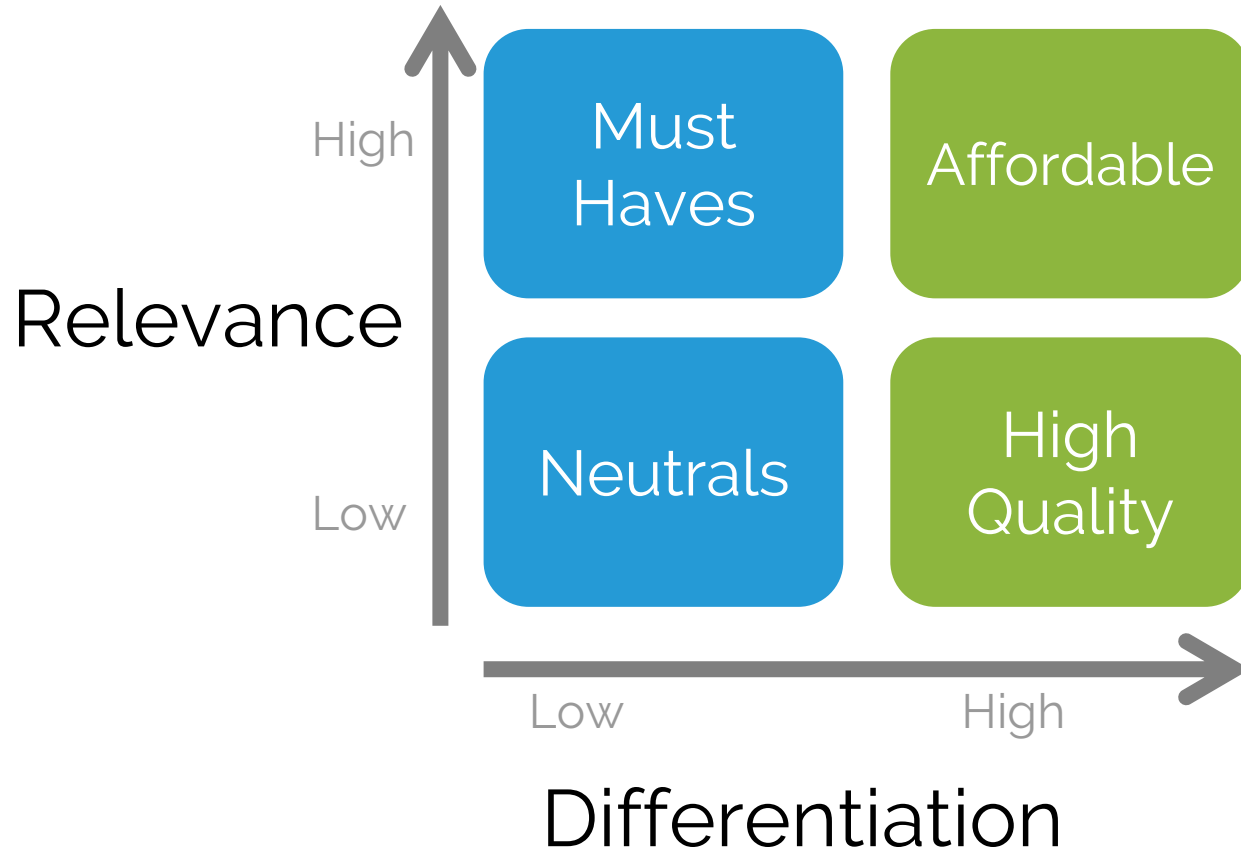 Must
Haves
Affordable
High
Relevance
Neutrals
High
Quality
Low
Low
High
Differentiation